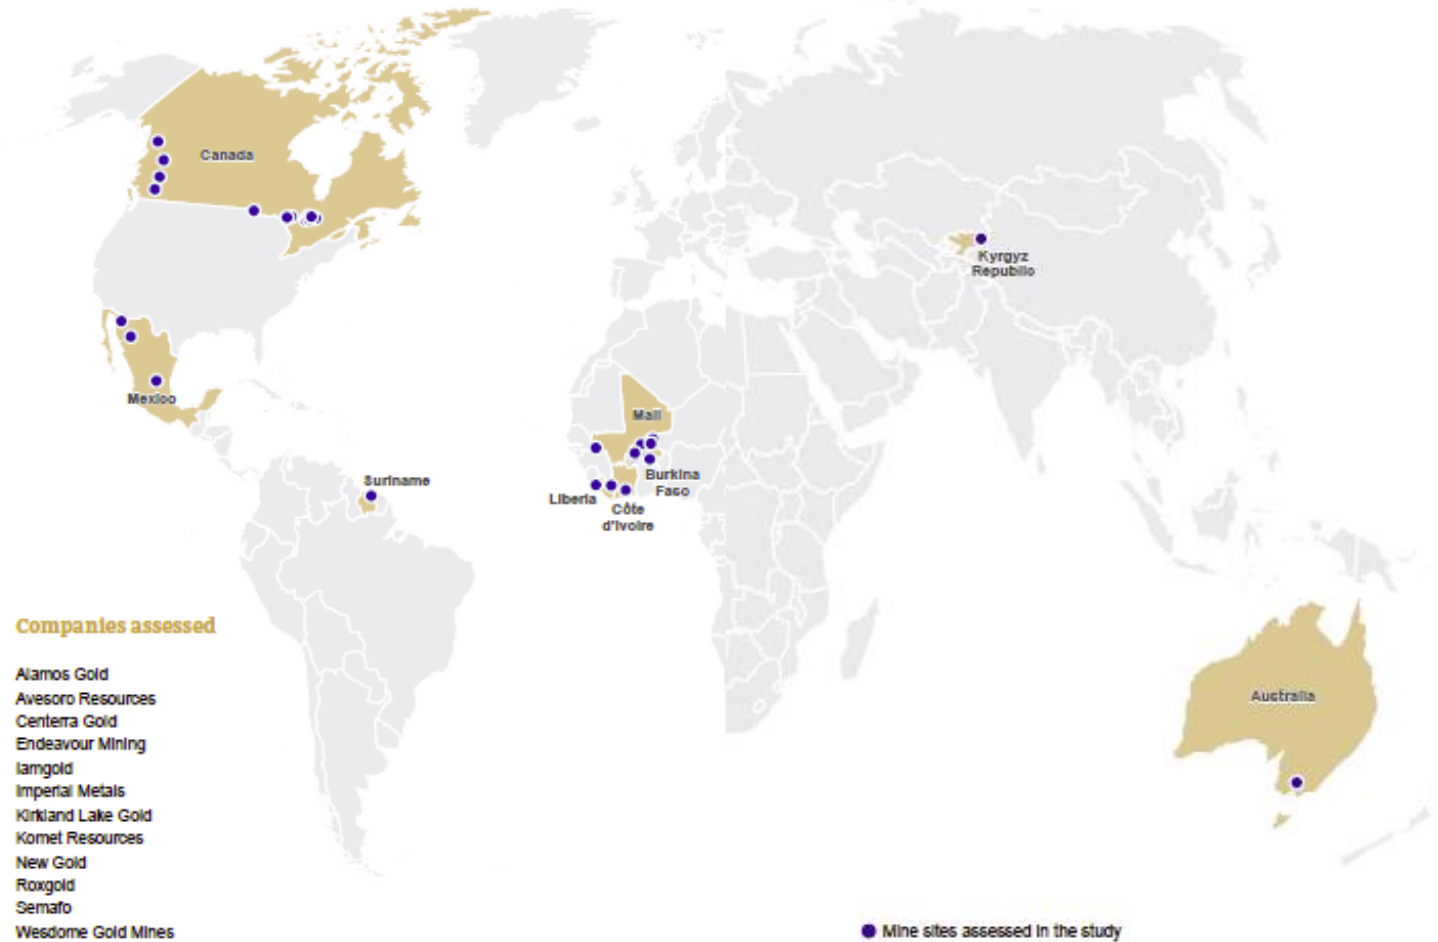 Canada
Kyrgyz
Republic
Mexico
Mali
Suriname
Burkina
Faso
Liberia
Côte
d'Ivoire
Australia
Companies assessed
Alamos Gold
Avesoro Resources
Centerra Gold
Endeavour Mining
Iamgold
Imperial Metals
Kirkland Lake Gold
Komet Resources
New Gold
Roxgold
Semafo
Wesdome Gold Mines
Mine sites assessed in the study